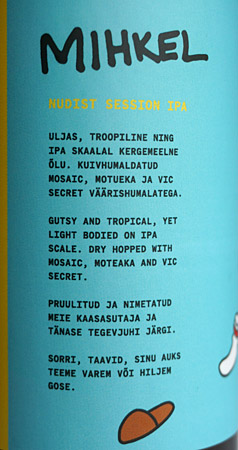 MIHKEL
NUDIST SESSION IPA
ULJAS, TROOPILINE NING
IPA SKAALAL KERGEMEELNE
ÕLU. KUIVHUMALDATUD
MOSAIC, MOTUEKA JA VIC
SECRET VÄÄRISHUMALATEGA.
GUTSY AND TROPICAL, YET
LIGHT BODIED ON IPA
SCALE. DRY HOPPED WITH
MOSAIC, MOTEAKA AND VIC
SECRET.
PRUULITUD JA NIMETATUD
MEIE KAASASUTAJA JA
TÄNASE TEGEVJUHI JÄRGI.
SORRI, TAAVID, SINU AUKS
TEEME VAREM VÕI HILJEM
GOSE.